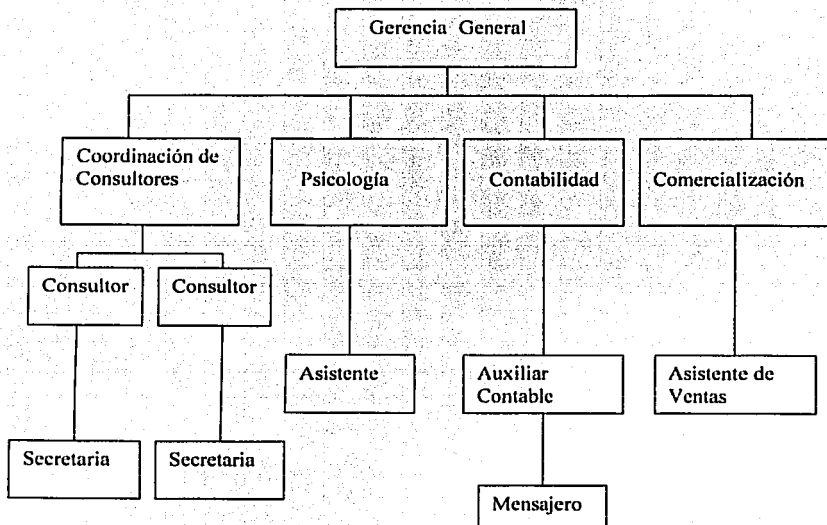 Gerencia General
Coordinación de
Consultores
Psicología
Contabilidad
Comercialización
Consultor
Consultor
Asistente
Auxiliar
Contable
Asistente de
Ventas
Secretaria
Secretaria
Mensajero